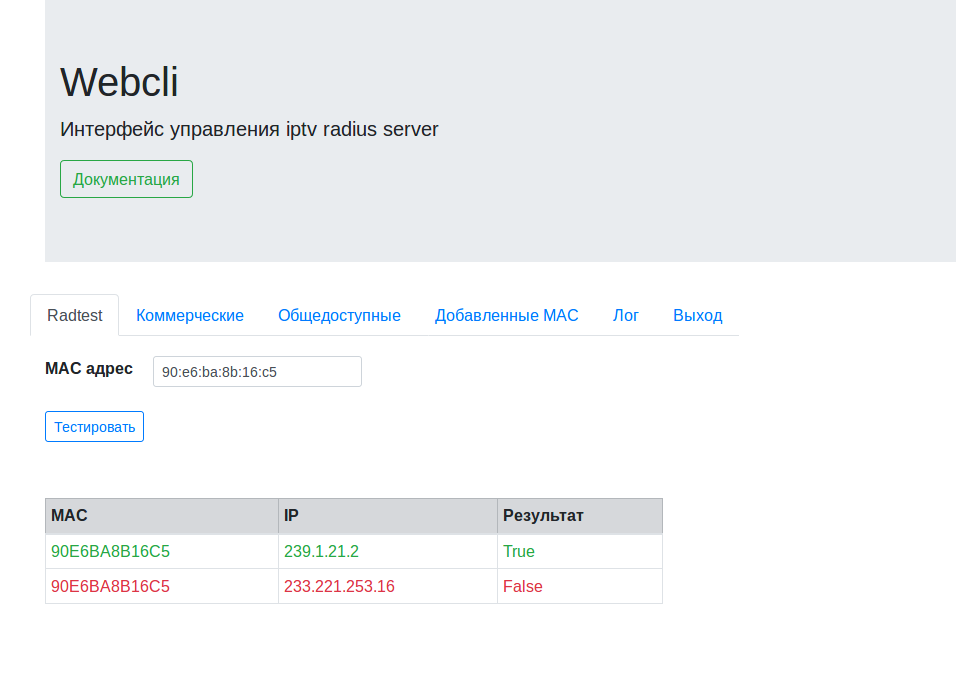 Webcli
Интерфейс управления iptv radius server
Документация
Radtest Коммерческие Общедоступные Добавленные MAC Лог Выход
MAC адрес 90:e6:ba:8b:16:c5
Тестировать
MAC IP Результат
90E6BA8B16C5 239.1.21.2 True
90E6BA8B16C5 233.221.253.16 False